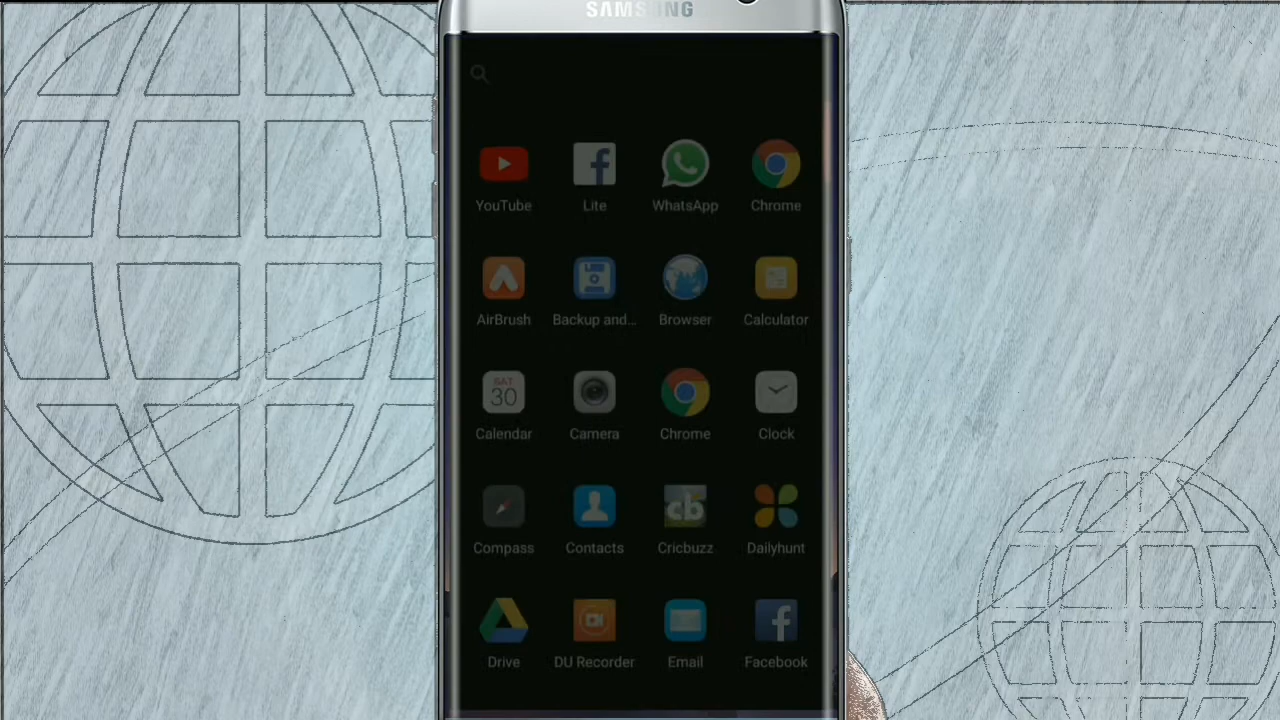 SAMSUNG
YouTube Lite WhatsApp Chrome
AirBrush Backup and... Browser Calculator
SAT
30
cb
Calendar Camera Chrome Clock
Compass Contacts Cricbuzz Dailyhunt
Drive DU Recorder Email Facebook